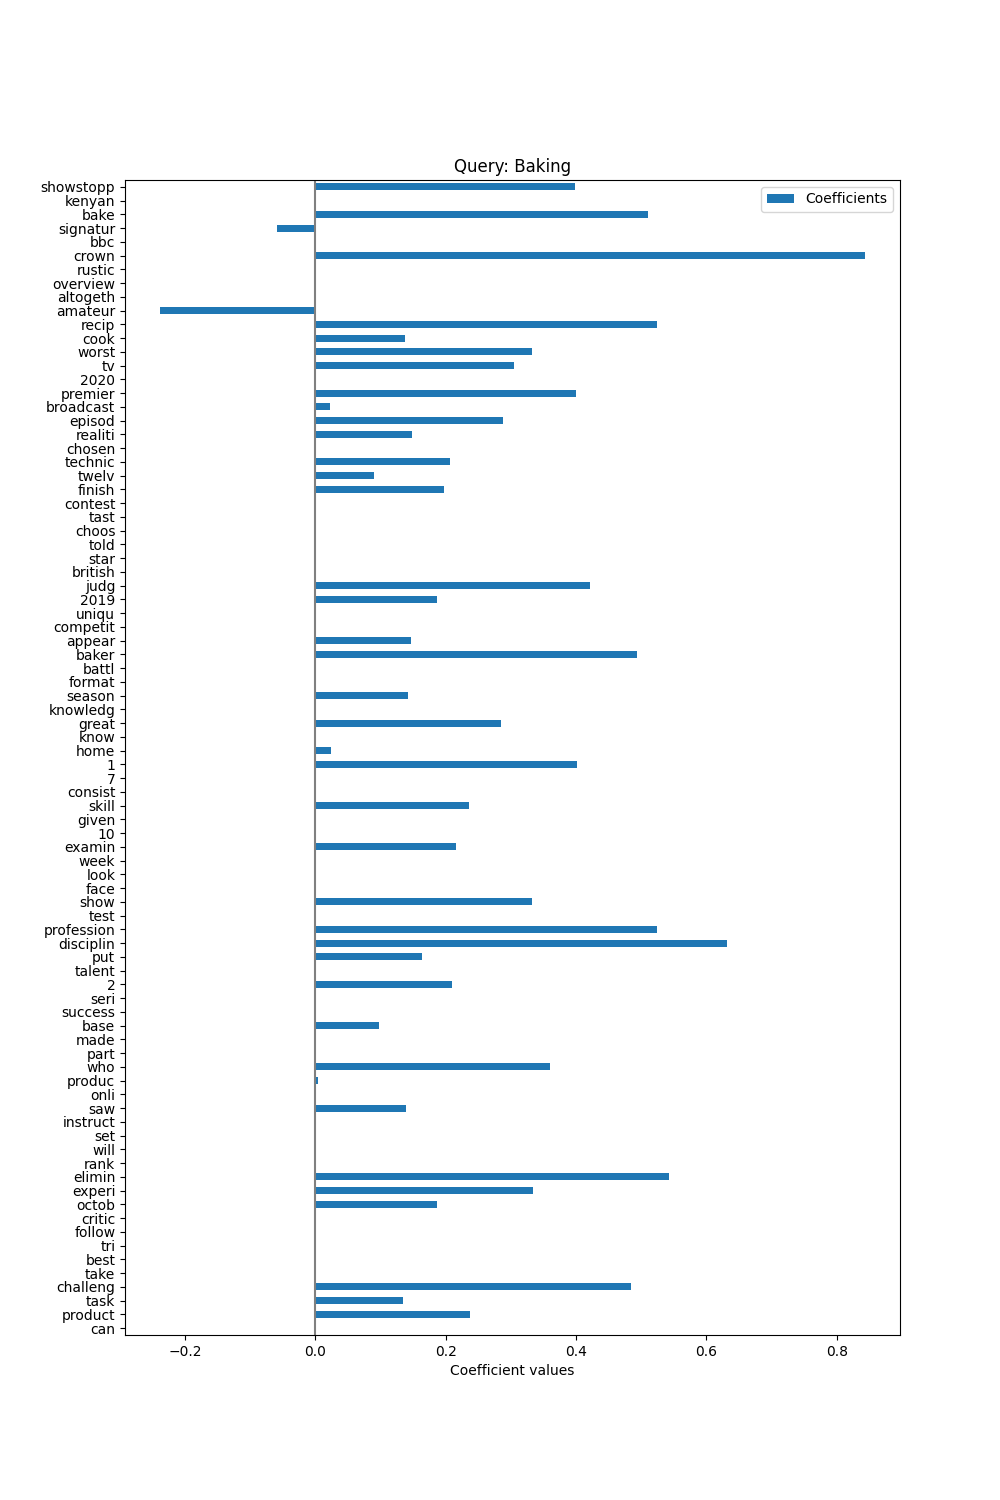 Query: Baking
Coefficients
showstopp
kenyan
bake
signatur
bbc
crown
rustic
overview
altogeth
amateur
recip
cook
worst
tv
2020
premier
broadcast
episod
realiti
chosen
technic
twelv
finish
contest
tast
choos
told
star
british
judg
2019
uniqu
competit
appear
baker
battl
format
season
knowledg
great
know
home
1
7
consist
skill
given
10
examin
week
look
face
show
test
profession
disciplin
put
talent
2
seri
success
base
made
part
who
produc
onli
saw
instruct
set
will
rank
elimin
experi
octob
critic
follow
tri
best
take
challeng
task
product
can
−0.2 0.0 0.2 0.4 0.6 0.8
Coefficient values